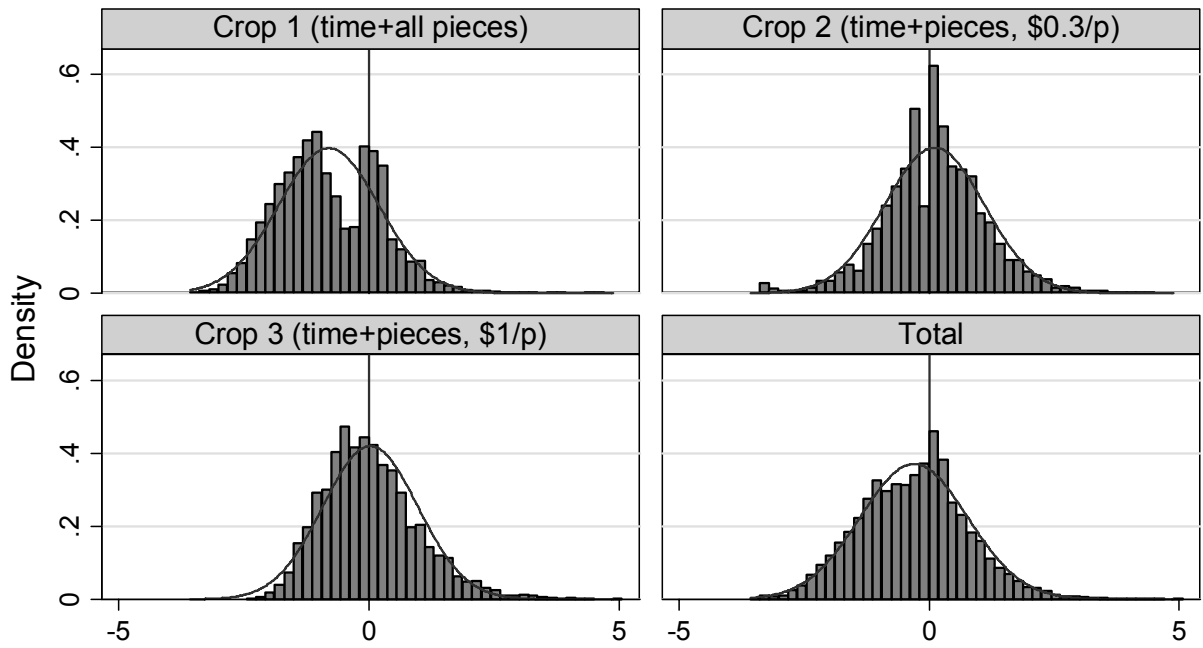 Crop 1 (time+all pieces)
Crop 2 (time+pieces, $0.3/p)
.6
.4
.2
0
Crop 3 (time+pieces, $1/p)
Total
.6
.4
.2
0
Density
-5
0
5
-5
0
5